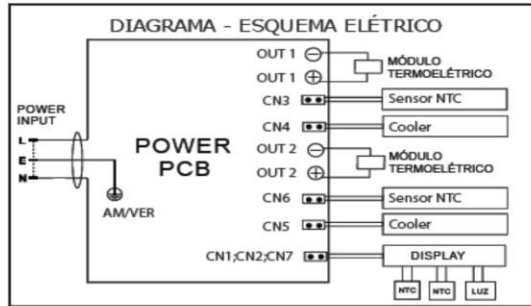 DIAGRAMA - ESQUEMA ELÉTRICO
OUT 1
OUT 1
MÓDULO
TERMOELÉTRICO
CN3
Sensor NTC
CN4
Cooler
OUT 2
OUT 2
MÓDULO
TERMOELÉTRICO
CN6
Sensor NTC
CN5
Cooler
CN1;CN2;CN7
DISPLAY
NTC
NTC
LUZ
POWER
INPUT
L
E
N
AM/VER
POWER
PCB